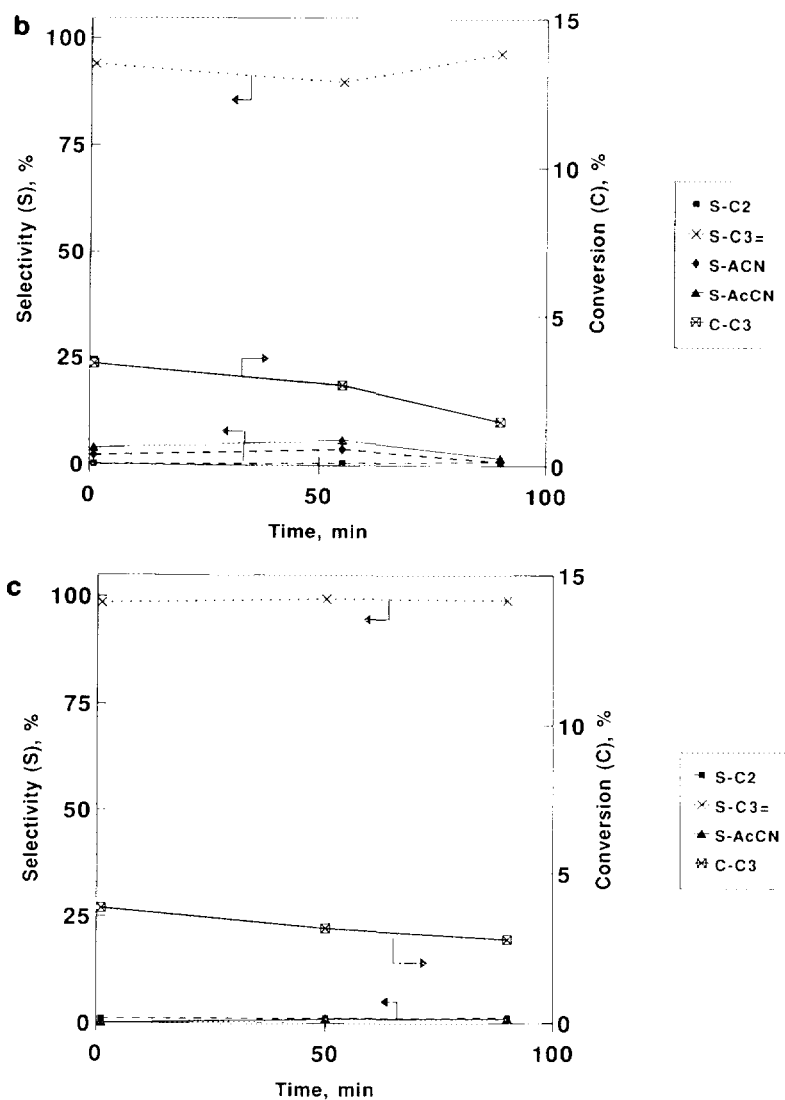 b
100
75
50
25
0
Selectivity (S), %
15
10
5
0
Conversion (C), %
0 50 100
Time, min
S-C2
S-C3=
S-ACN
S-AcCN
C-C3
c
100
75
50
25
0
Selectivity (S), %
15
10
5
0
Conversion (C), %
0 50 100
Time, min
S-C2
S-C3=
S-AcCN
C-C3